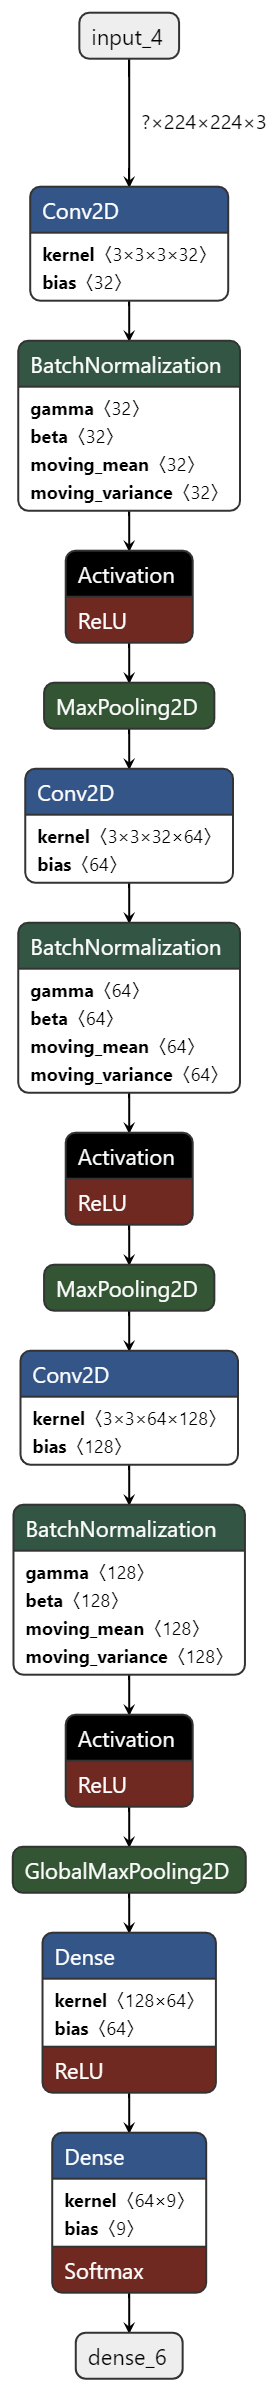 input_4
?×224×224×3
Conv2D
kernel 〈3×3×3×32〉
bias 〈32〉
BatchNormalization
gamma 〈32〉
beta 〈32〉
moving_mean 〈32〉
moving_variance 〈32〉
Activation
ReLU
MaxPooling2D
Conv2D
kernel 〈3×3×32×64〉
bias 〈64〉
BatchNormalization
gamma 〈64〉
beta 〈64〉
moving_mean 〈64〉
moving_variance 〈64〉
Activation
ReLU
MaxPooling2D
Conv2D
kernel 〈3×3×64×128〉
bias 〈128〉
BatchNormalization
gamma 〈128〉
beta 〈128〉
moving_mean 〈128〉
moving_variance 〈128〉
Activation
ReLU
GlobalMaxPooling2D
Dense
kernel 〈128×64〉
bias 〈64〉
ReLU
Dense
kernel 〈64×9〉
bias 〈9〉
Softmax
dense_6